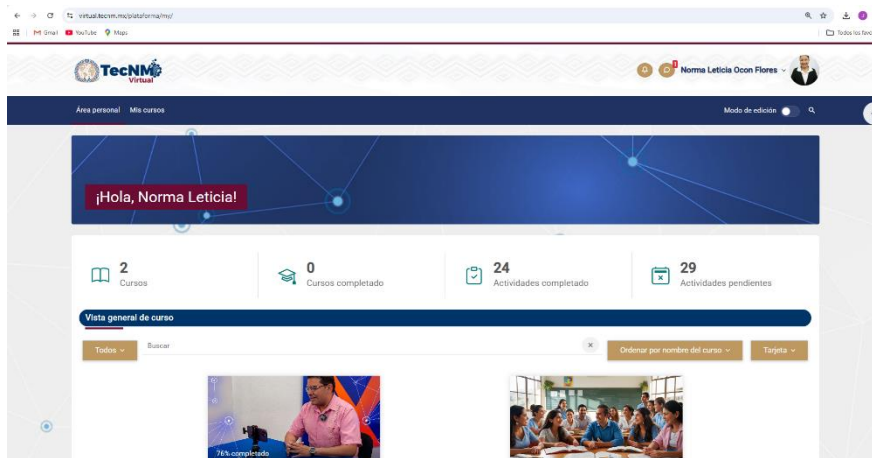 virtual.tecnm.mx/plataforma/my/
Gmail YouTube Maps Todos los favo
TecNM
Virtual
1
Norma Leticia Ocon Flores
Área personal Mis cursos Modo de edición
¡Hola, Norma Leticia!
2
Cursos
0
Cursos completado
24
Actividades completado
29
Actividades pendientes
Vista general de curso
Todos Buscar Ordenar por nombre del curso Tarjeta
76% completado